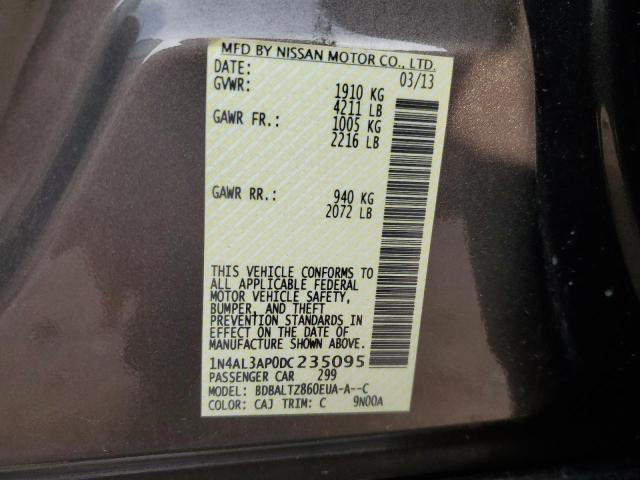 MFD BY NISSAN MOTOR CO., LTD.
DATE: 03/13
GVWR: 1910 KG
4211 LB
GAWR FR.: 1005 KG
2216 LB
GAWR RR.: 940 KG
2072 LB
THIS VEHICLE CONFORMS TO
ALL APPLICABLE FEDERAL
MOTOR VEHICLE SAFETY,
BUMPER, AND THEFT
PREVENTION STANDARDS IN
EFFECT ON THE DATE OF
MANUFACTURE SHOWN ABOVE.
1N4AL3AP0DC235095
PASSENGER CAR 299
MODEL: BDBALTZ860EUA-A--C
COLOR: CAJ TRIM: C 9N00A